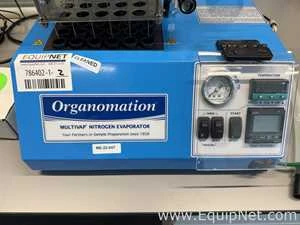 EQUIPNET
786402-1- 2
CLEANED
Organomation
MULTIVAP NITROGEN EVAPORATOR
Your Partners in Sample Preparation since 1959
TEMPERATURE
START
www.EquipNet.com